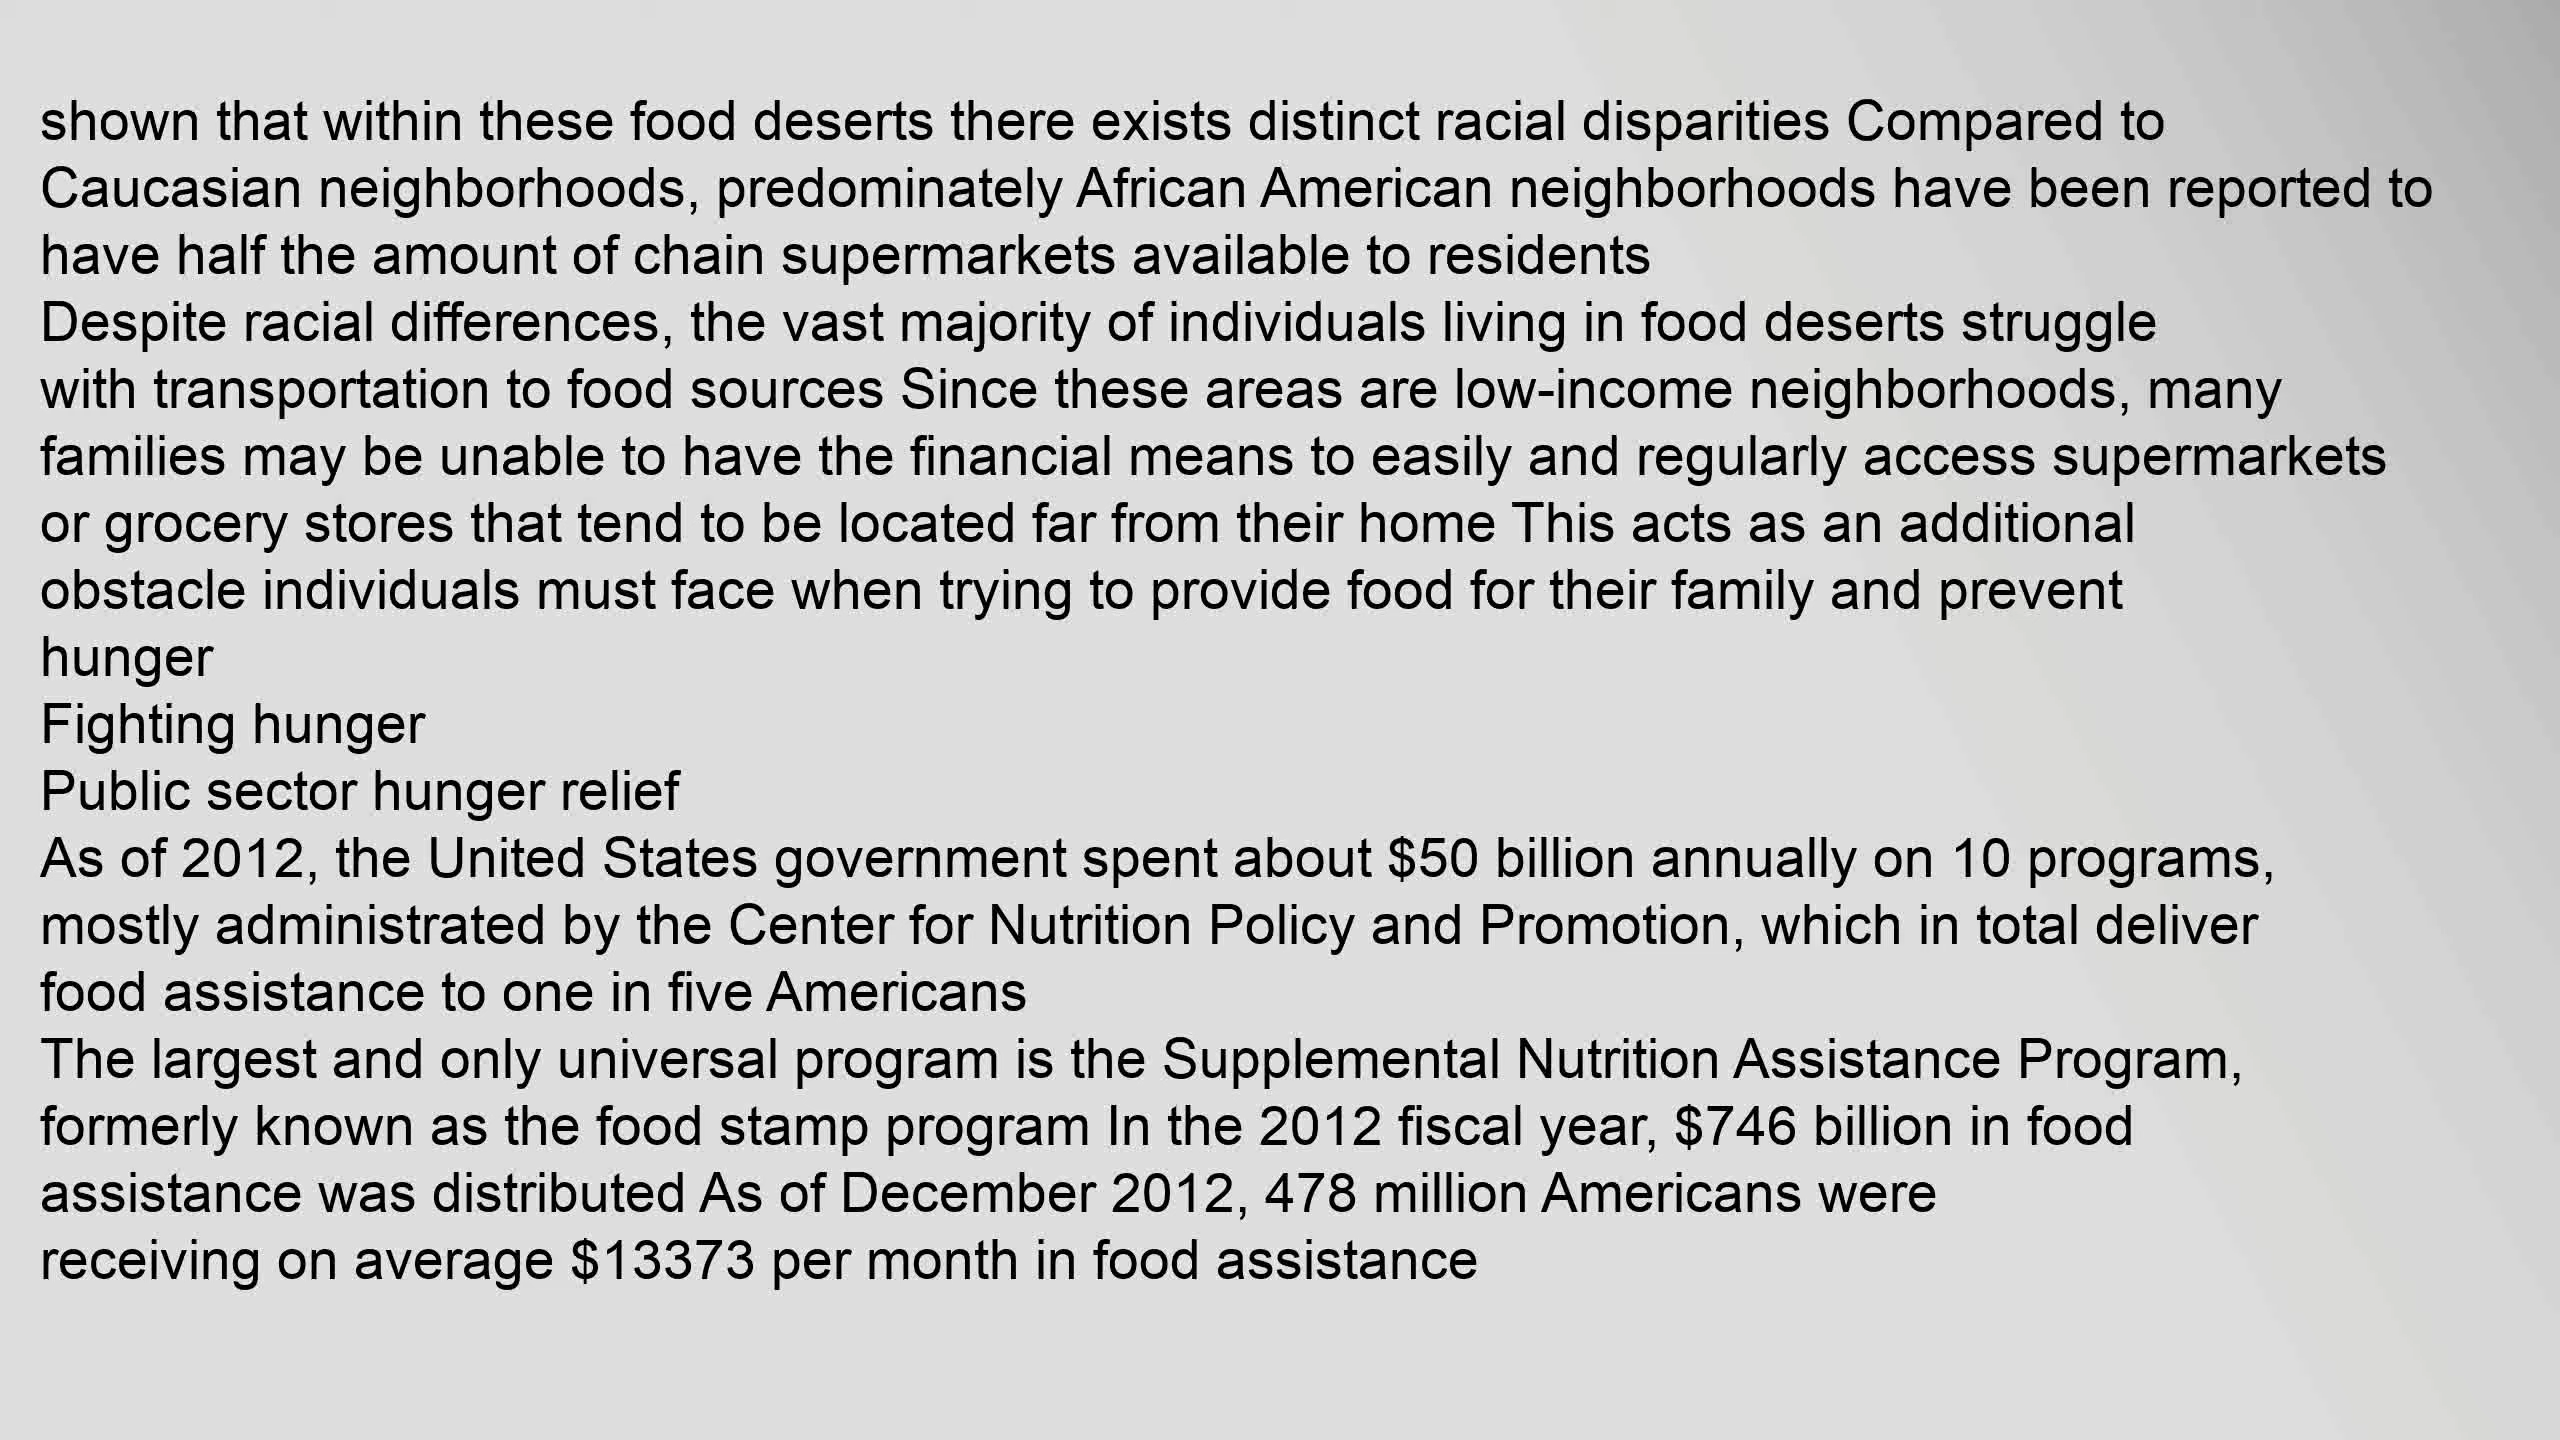 shown that within these food deserts there exists distinct racial disparities Compared to
Caucasian neighborhoods, predominately African American neighborhoods have been reported to
have half the amount of chain supermarkets available to residents
Despite racial differences, the vast majority of individuals living in food deserts struggle
with transportation to food sources Since these areas are low-income neighborhoods, many
families may be unable to have the financial means to easily and regularly access supermarkets
or grocery stores that tend to be located far from their home This acts as an additional
obstacle individuals must face when trying to provide food for their family and prevent
hunger
Fighting hunger
Public sector hunger relief
As of 2012, the United States government spent about $50 billion annually on 10 programs,
mostly administrated by the Center for Nutrition Policy and Promotion, which in total deliver
food assistance to one in five Americans
The largest and only universal program is the Supplemental Nutrition Assistance Program,
formerly known as the food stamp program In the 2012 fiscal year, $746 billion in food
assistance was distributed As of December 2012, 478 million Americans were
receiving on average $13373 per month in food assistance